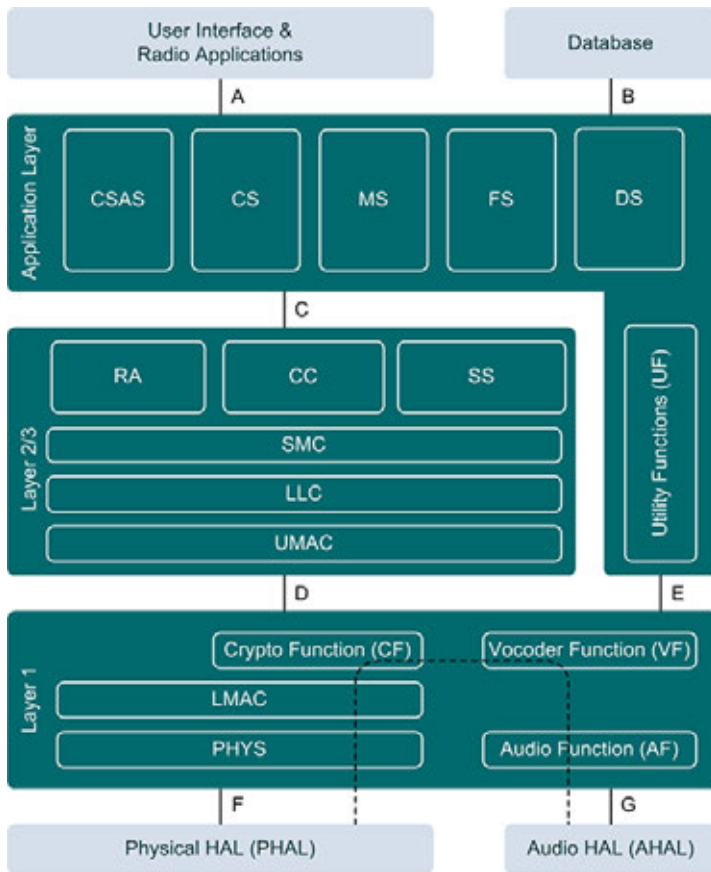 User Interface &
Radio Applications
Database
A
B
Application Layer
CSAS
CS
MS
FS
DS
C
Layer 2/3
RA
CC
SS
SMC
LLC
UMAC
Utility Functions (UF)
D
E
Layer 1
Crypto Function (CF)
Vocoder Function (VF)
LMAC
PHYS
Audio Function (AF)
F
G
Physical HAL (PHAL)
Audio HAL (AHAL)